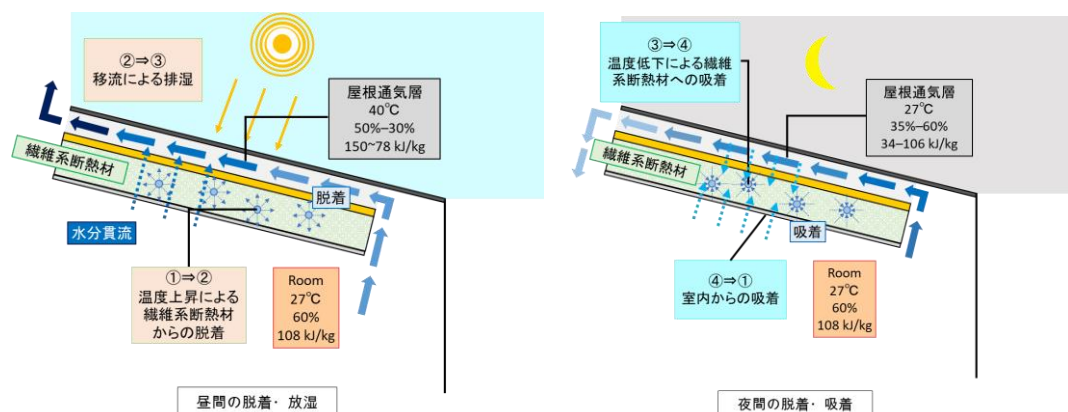 ②⇒③
移流による排湿
屋根通気層
40℃
50%–30%
150~78 kJ/kg
繊維系断熱材
脱着
水分貫流
①⇒②
温度上昇による
繊維系断熱材
からの脱着
Room
27℃
60%
108 kJ/kg
昼間の脱着・放湿
③⇒④
温度低下による繊維
系断熱材への吸着
屋根通気層
27℃
35%–60%
34–106 kJ/kg
繊維系断熱材
吸着
④⇒①
室内からの吸着
Room
27℃
60%
108 kJ/kg
夜間の脱着・吸着